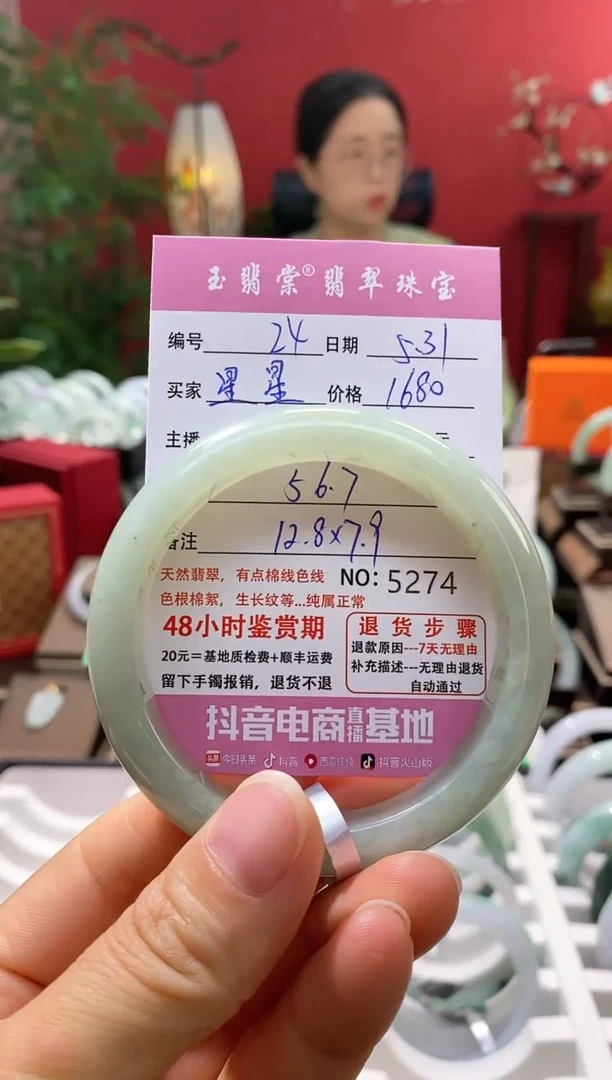 玉翡棠®翡翠珠宝
编号 24 日期 5.31
买家 星星 价格 1680
主播
56.7
备注 12.8×7.9
天然翡翠，有点棉线色线 NO: 5274
色根棉絮，生长纹等...纯属正常
48小时鉴赏期
20元=基地质检费+顺丰运费
留下手镯报销，退货不退
退货步骤
退款原因---7天无理由
补充描述---无理由退货
自动通过
抖音电商直播基地
今日头条 抖音 西瓜视频 抖音火山版